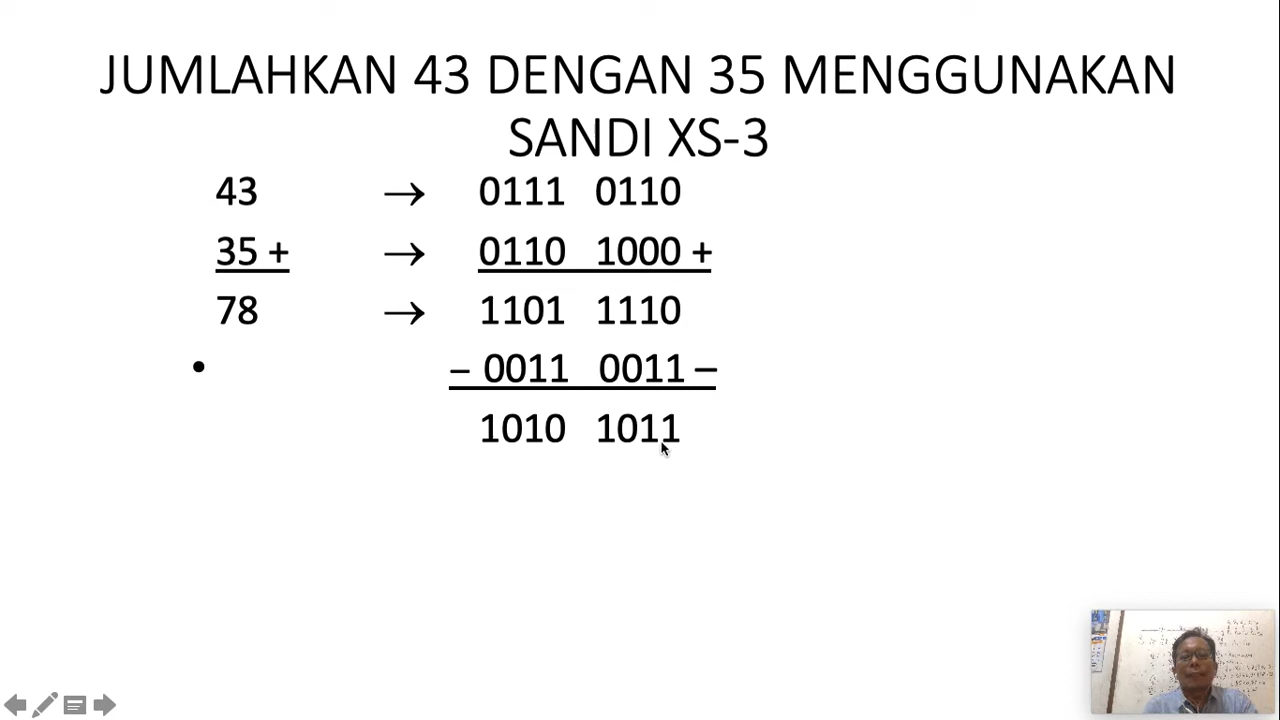 JUMLAHKAN 43 DENGAN 35 MENGGUNAKAN
SANDI XS-3
43 → 0111 0110
35 + → 0110 1000 +
78 → 1101 1110
• – 0011 0011 –
1010 1011